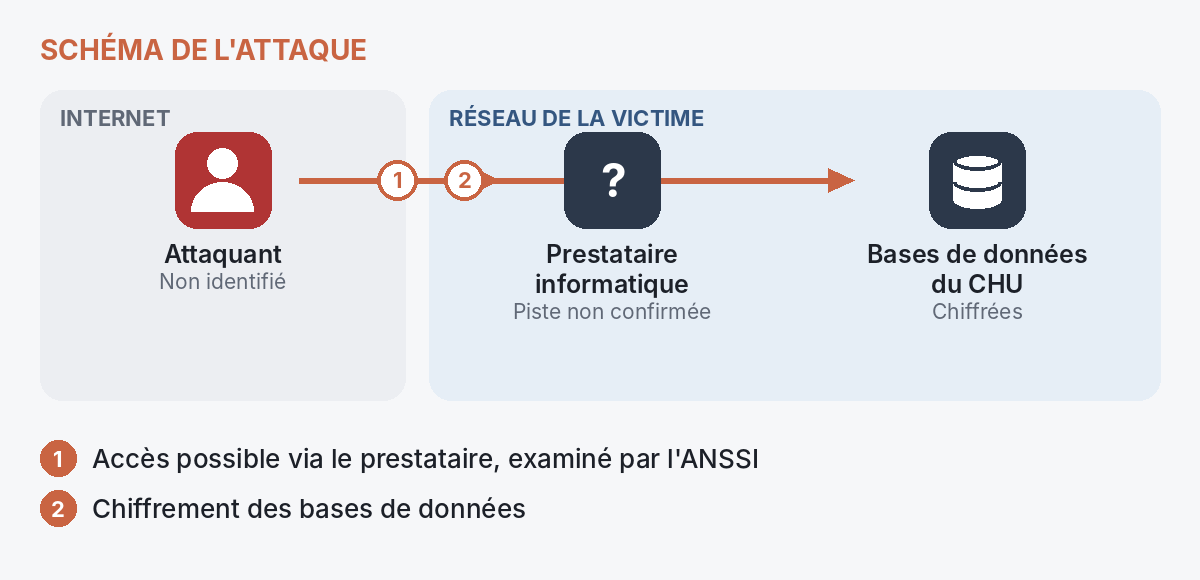 SCHÉMA DE L'ATTAQUE
INTERNET
RÉSEAU DE LA VICTIME
1
2
?
Attaquant
Non identifié
Prestataire
informatique
Piste non confirmée
Bases de données
du CHU
Chiffrées
1 Accès possible via le prestataire, examiné par l'ANSSI
2 Chiffrement des bases de données